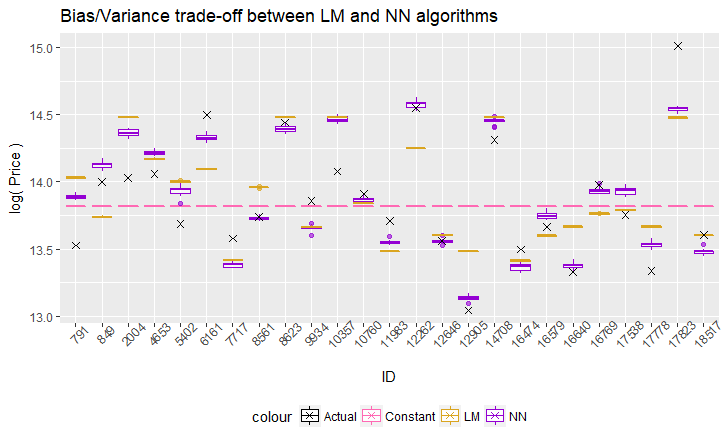 Bias/Variance trade-off between LM and NN algorithms
log( Price )
15.0
14.5
14.0
13.5
13.0
791 849 2004 4653 5402 6161 7717 8561 8623 9934 10357 10760 11983 12262 12646 12905 14708 16474 16579 16640 16769 17538 17778 17823 18517
ID
colour Actual Constant LM NN